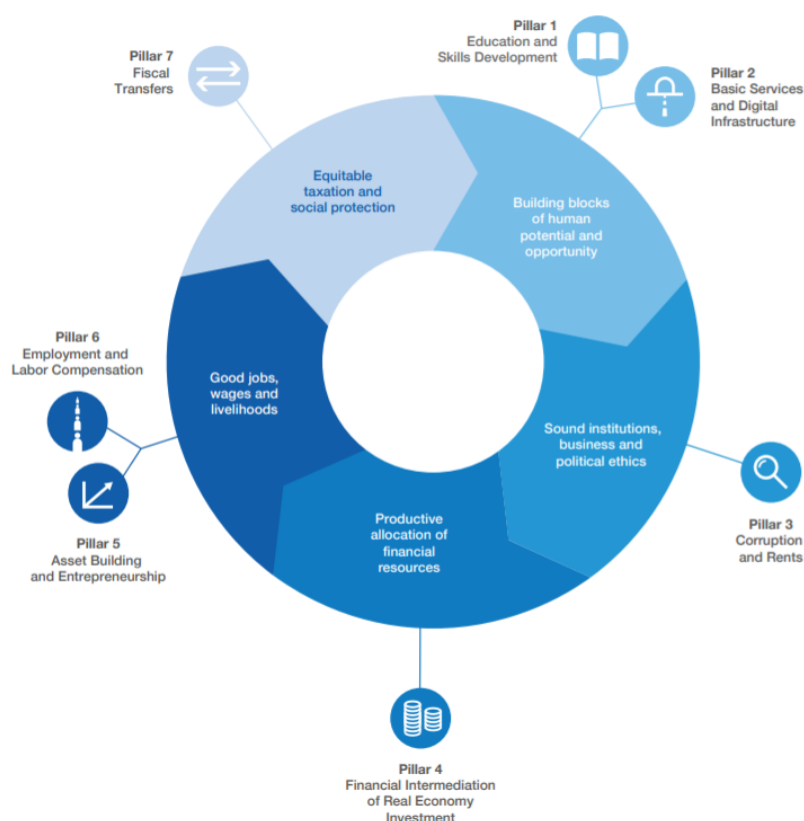 Pillar 1
Education and
Skills Development
Pillar 2
Basic Services
and Digital
Infrastructure
Pillar 7
Fiscal
Transfers
Equitable
taxation and
social protection
Building blocks
of human
potential and
opportunity
Pillar 6
Employment and
Labor Compensation
Good jobs,
wages and
livelihoods
Sound institutions,
business and
political ethics
Productive
allocation of
financial
resources
Pillar 3
Corruption
and Rents
Pillar 5
Asset Building
and Entrepreneurship
Pillar 4
Financial Intermediation
of Real Economy
Investment